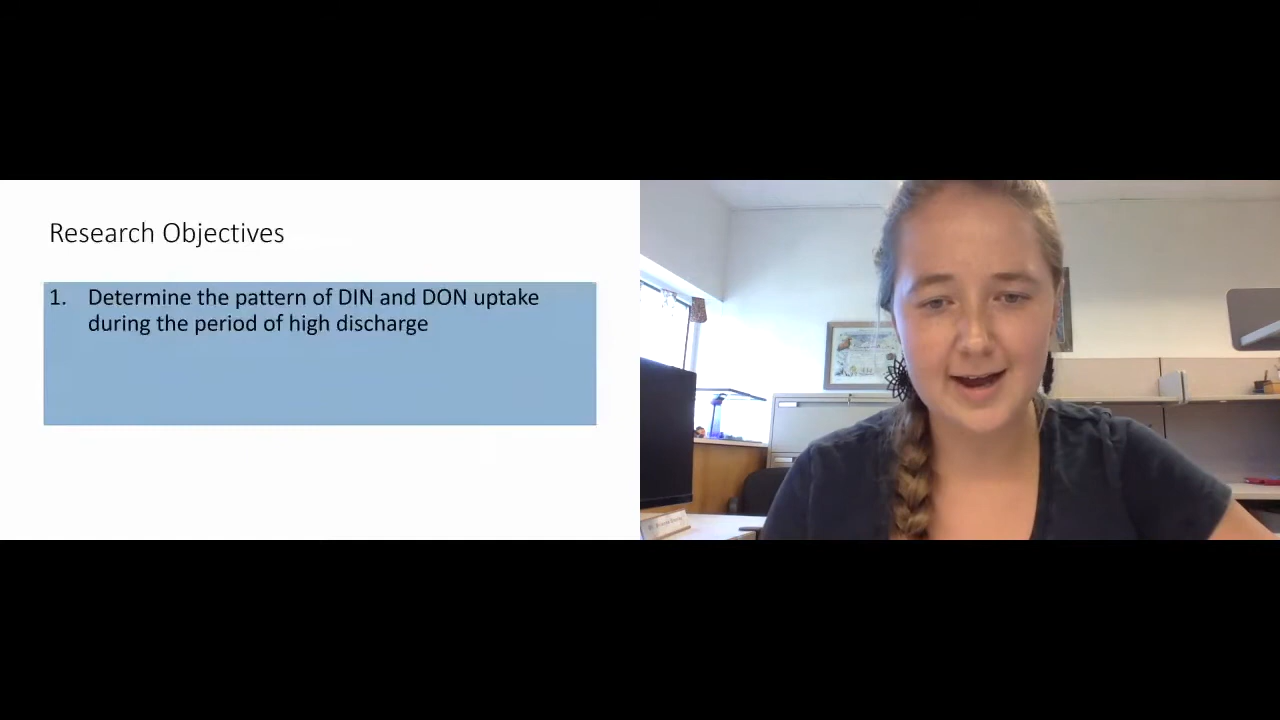 Research Objectives
1. Determine the pattern of DIN and DON uptake
during the period of high discharge